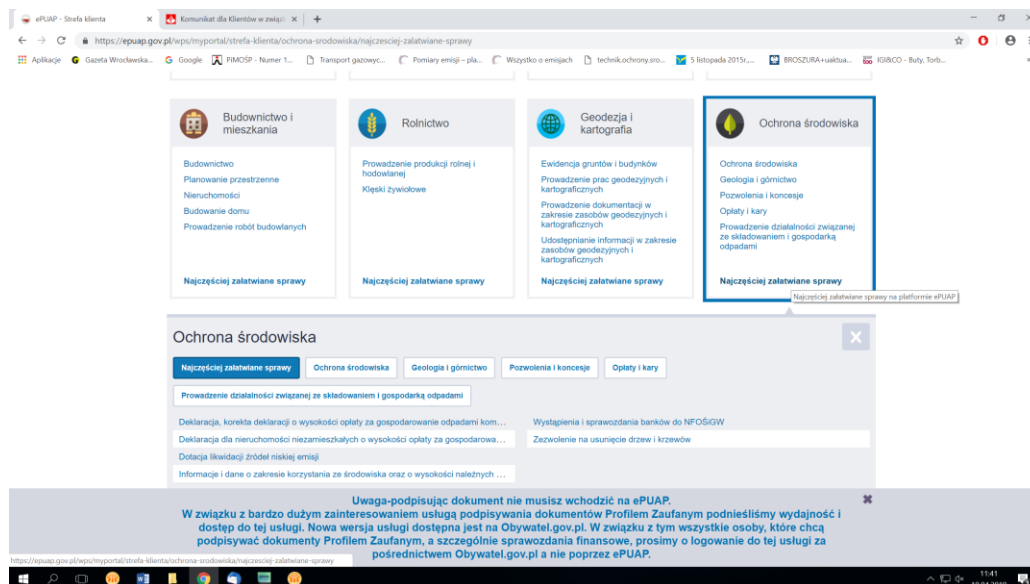 ePUAP - Strefa klienta
Komunikat dla Klientów w związk
https://epuap.gov.pl/wps/myportal/strefa-klienta/ochrona-srodowiska/najczesciej-zalatwiane-sprawy
Aplikacje Gazeta Wrocławska... Google PiMOŚP - Numer 1... Transport gazowyc... Pomiary emisji – pla... Wszystko o emisjach technik.ochrony.sro... 5 listopada 2015r.,... BROSZURA+uaktua... IGI&CO - Buty, Torb...
Budownictwo i
mieszkania
Budownictwo
Planowanie przestrzenne
Nieruchomości
Budowanie domu
Prowadzenie robót budowlanych
Najczęściej załatwiane sprawy
Rolnictwo
Prowadzenie produkcji rolnej i
hodowlanej
Klęski żywiołowe
Najczęściej załatwiane sprawy
Geodezja i
kartografia
Ewidencja gruntów i budynków
Prowadzenie prac geodezyjnych i
kartograficznych
Prowadzenie dokumentacji w
zakresie zasobów geodezyjnych i
kartograficznych
Udostępnianie informacji w zakresie
zasobów geodezyjnych i
kartograficznych
Najczęściej załatwiane sprawy
Ochrona środowiska
Ochrona środowiska
Geologia i górnictwo
Pozwolenia i koncesje
Opłaty i kary
Prowadzenie działalności związanej
ze składowaniem i gospodarką
odpadami
Najczęściej załatwiane sprawy
Najczęściej załatwiane sprawy na platformie ePUAP
Ochrona środowiska
Najczęściej załatwiane sprawy Ochrona środowiska Geologia i górnictwo Pozwolenia i koncesje Opłaty i kary
Prowadzenie działalności związanej ze składowaniem i gospodarką odpadami
Deklaracja, korekta deklaracji o wysokości opłaty za gospodarowanie odpadami kom...
Wystąpienia i sprawozdania banków do NFOŚiGW
Deklaracja dla nieruchomości niezamieszkałych o wysokości opłaty za gospodarowa...
Zezwolenie na usunięcie drzew i krzewów
Dotacja likwidacji źródeł niskiej emisji
Informacje i dane o zakresie korzystania ze środowiska oraz o wysokości należnych ...
Uwaga-podpisując dokument nie musisz wchodzić na ePUAP.
W związku z bardzo dużym zainteresowaniem usługą podpisywania dokumentów Profilem Zaufanym podnieśliśmy wydajność i
dostęp do tej usługi. Nowa wersja usługi dostępna jest na Obywatel.gov.pl. W związku z tym wszystkie osoby, które chcą
podpisywać dokumenty Profilem Zaufanym, a szczególnie sprawozdania finansowe, prosimy o logowanie do tej usługi za
pośrednictwem Obywatel.gov.pl a nie poprzez ePUAP.
https://epuap.gov.pl/wps/myportal/strefa-klienta/ochrona-srodowiska/najczesciej-zalatwiane-sprawy
11:41